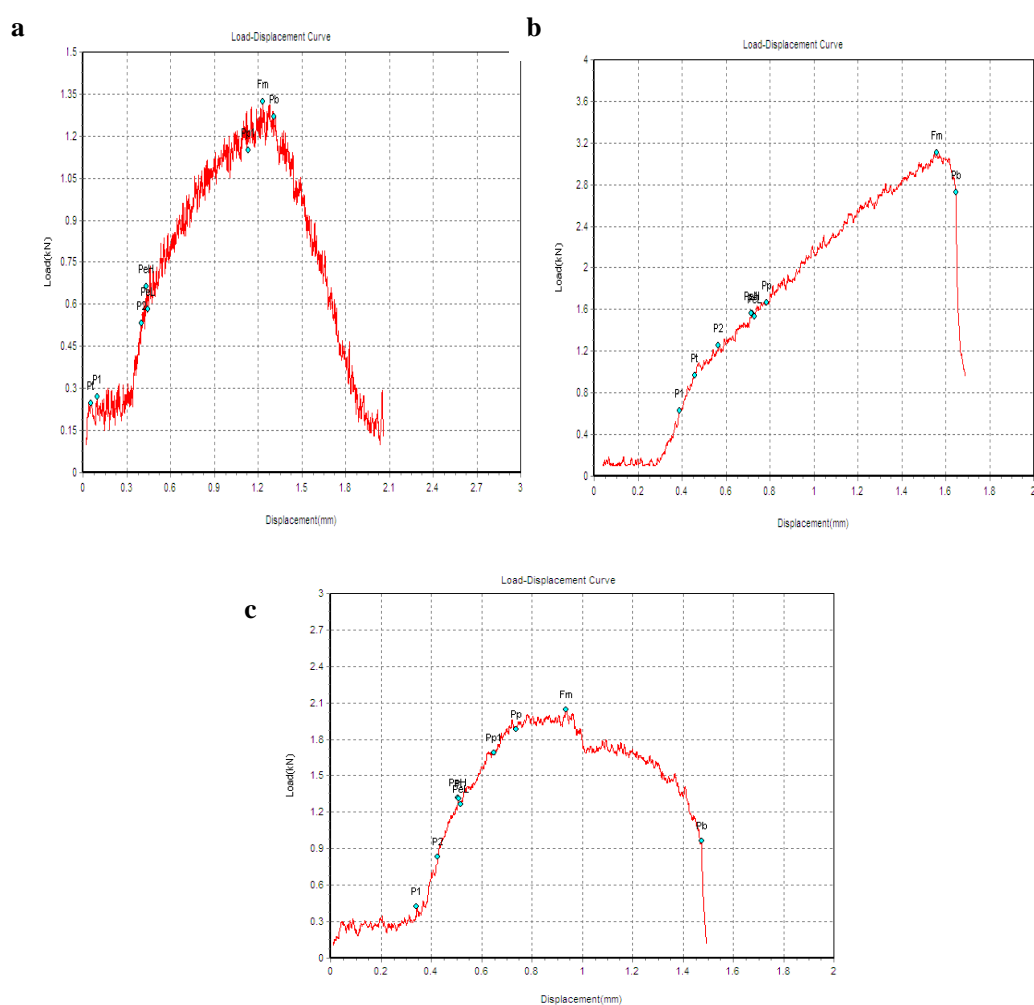 a
Load-Displacement Curve
1.5
1.35
1.2
1.05
0.9
0.75
0.6
0.45
0.3
0.15
0
Load(kN)
Fm
Pb
P2
Pt
P1
0
0.3
0.6
0.9
1.2
1.5
1.8
2.1
2.4
2.7
3
Displacement(mm)
b
Load-Displacement Curve
4
3.6
3.2
2.8
2.4
2
1.6
1.2
0.8
0.4
0
Load(kN)
Fm
Pb
Pp
P2
Pt
P1
0
0.2
0.4
0.6
0.8
1
1.2
1.4
1.6
1.8
2
Displacement(mm)
c
Load-Displacement Curve
3
2.7
2.4
2.1
1.8
1.5
1.2
0.9
0.6
0.3
0
Load(kN)
Fm
Pp
Pp1
P2
Pb
P1
0
0.2
0.4
0.6
0.8
1
1.2
1.4
1.6
1.8
2
Displacement(mm)